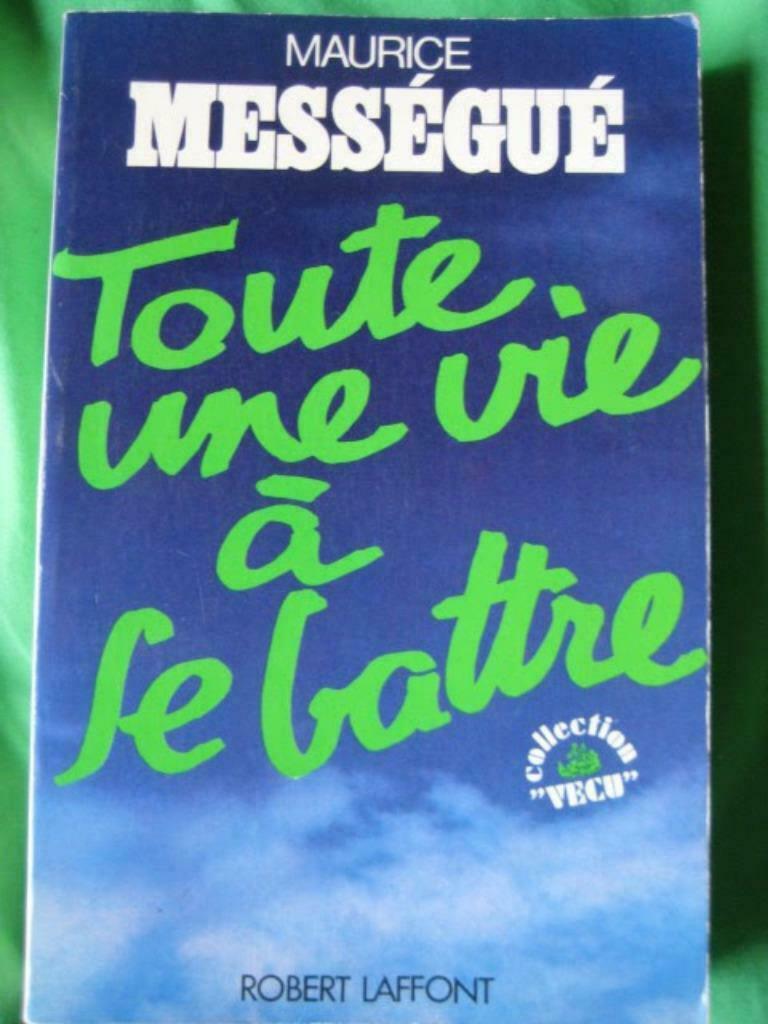 MAURICE
MESSÉGUÉ
Toute
une vie
à
se battre
collection
"VECU"
ROBERT LAFFONT